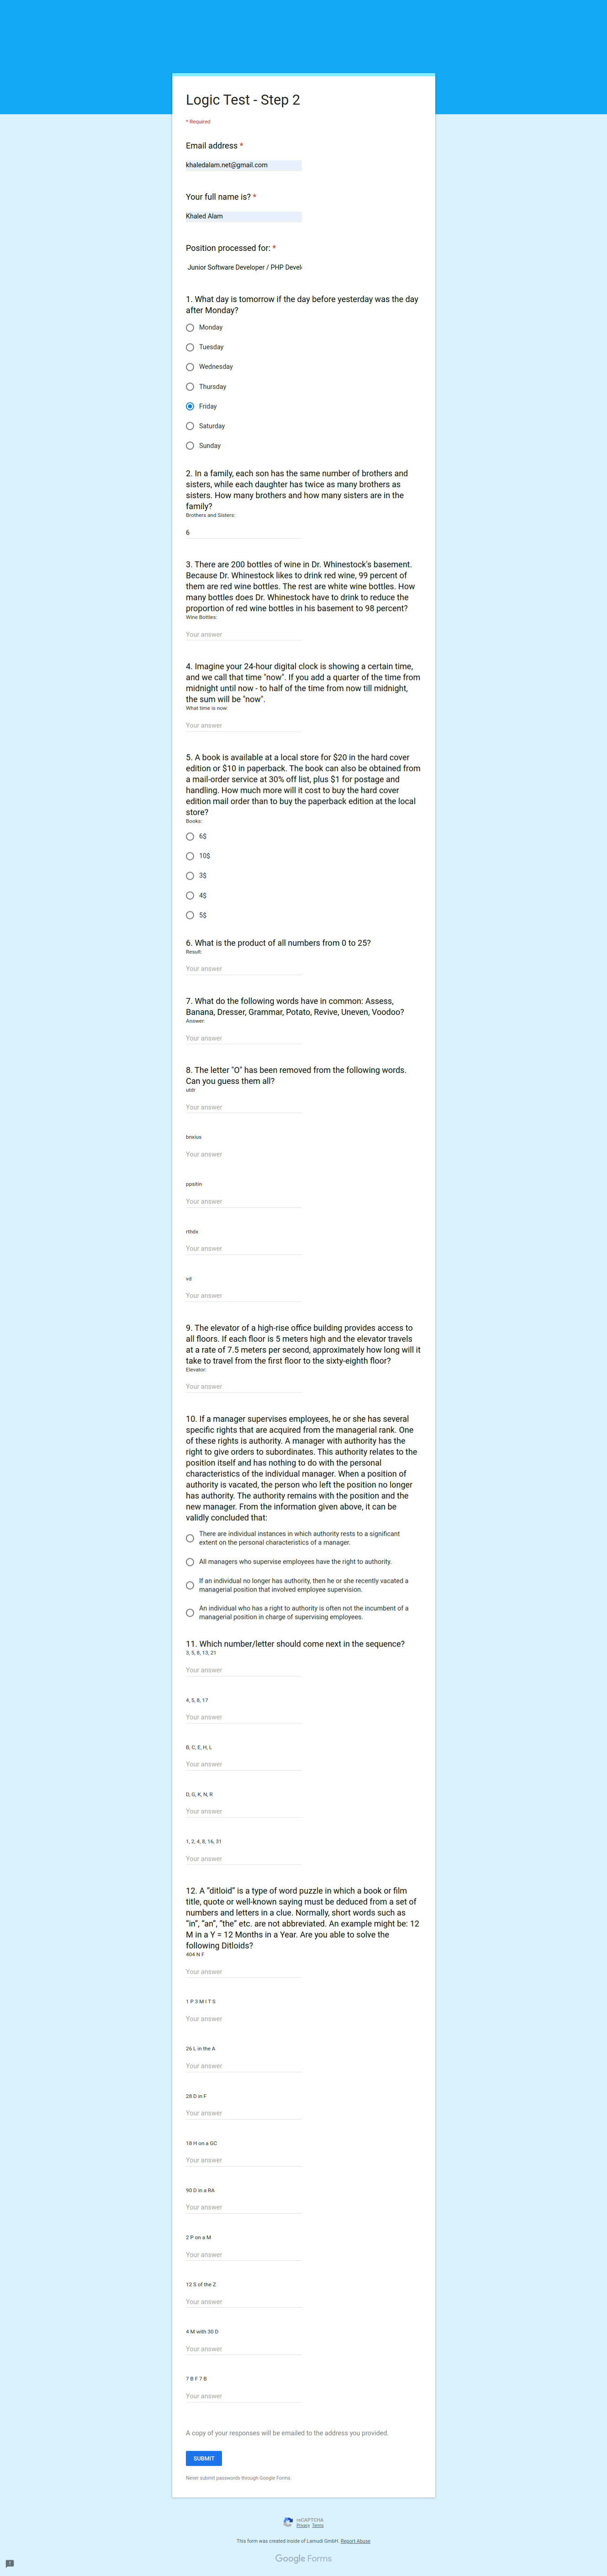 Logic Test - Step 2
* Required
Email address *
khaledalam.net@gmail.com
Your full name is? *
Khaled Alam
Position processed for: *
Junior Software Developer / PHP Devel
1. What day is tomorrow if the day before yesterday was the day
after Monday?
Monday
Tuesday
Wednesday
Thursday
Friday
Saturday
Sunday
2. In a family, each son has the same number of brothers and
sisters, while each daughter has twice as many brothers as
sisters. How many brothers and how many sisters are in the
family?
Brothers and Sisters:
6
3. There are 200 bottles of wine in Dr. Whinestock's basement.
Because Dr. Whinestock likes to drink red wine, 99 percent of
them are red wine bottles. The rest are white wine bottles. How
many bottles does Dr. Whinestock have to drink to reduce the
proportion of red wine bottles in his basement to 98 percent?
Wine Bottles:
Your answer
4. Imagine your 24-hour digital clock is showing a certain time,
and we call that time "now". If you add a quarter of the time from
midnight until now - to half of the time from now till midnight,
the sum will be "now".
What time is now:
Your answer
5. A book is available at a local store for $20 in the hard cover
edition or $10 in paperback. The book can also be obtained from
a mail-order service at 30% off list, plus $1 for postage and
handling. How much more will it cost to buy the hard cover
edition mail order than to buy the paperback edition at the local
store?
Books:
6$
10$
3$
4$
5$
6. What is the product of all numbers from 0 to 25?
Result:
Your answer
7. What do the following words have in common: Assess,
Banana, Dresser, Grammar, Potato, Revive, Uneven, Voodoo?
Answer:
Your answer
8. The letter "O" has been removed from the following words.
Can you guess them all?
utdr
Your answer
bnxius
Your answer
ppsitin
Your answer
rthdx
Your answer
vd
Your answer
9. The elevator of a high-rise office building provides access to
all floors. If each floor is 5 meters high and the elevator travels
at a rate of 7.5 meters per second, approximately how long will it
take to travel from the first floor to the sixty-eighth floor?
Elevator:
Your answer
10. If a manager supervises employees, he or she has several
specific rights that are acquired from the managerial rank. One
of these rights is authority. A manager with authority has the
right to give orders to subordinates. This authority relates to the
position itself and has nothing to do with the personal
characteristics of the individual manager. When a position of
authority is vacated, the person who left the position no longer
has authority. The authority remains with the position and the
new manager. From the information given above, it can be
validly concluded that:
There are individual instances in which authority rests to a significant
extent on the personal characteristics of a manager.
All managers who supervise employees have the right to authority.
If an individual no longer has authority, then he or she recently vacated a
managerial position that involved employee supervision.
An individual who has a right to authority is often not the incumbent of a
managerial position in charge of supervising employees.
11. Which number/letter should come next in the sequence?
3, 5, 8, 13, 21
Your answer
4, 5, 8, 17
Your answer
B, C, E, H, L
Your answer
D, G, K, N, R
Your answer
1, 2, 4, 8, 16, 31
Your answer
12. A “ditloid” is a type of word puzzle in which a book or film
title, quote or well-known saying must be deduced from a set of
numbers and letters in a clue. Normally, short words such as
“in”, “an”, “the” etc. are not abbreviated. An example might be: 12
M in a Y = 12 Months in a Year. Are you able to solve the
following Ditloids?
404 N F
Your answer
1 P 3 M I T S
Your answer
26 L in the A
Your answer
28 D in F
Your answer
18 H on a GC
Your answer
90 D in a RA
Your answer
2 P on a M
Your answer
12 S of the Z
Your answer
4 M with 30 D
Your answer
7 B F 7 B
Your answer
A copy of your responses will be emailed to the address you provided.
SUBMIT
Never submit passwords through Google Forms.
reCAPTCHA
Privacy Terms
This form was created inside of Lamudi GmbH. Report Abuse
Google Forms